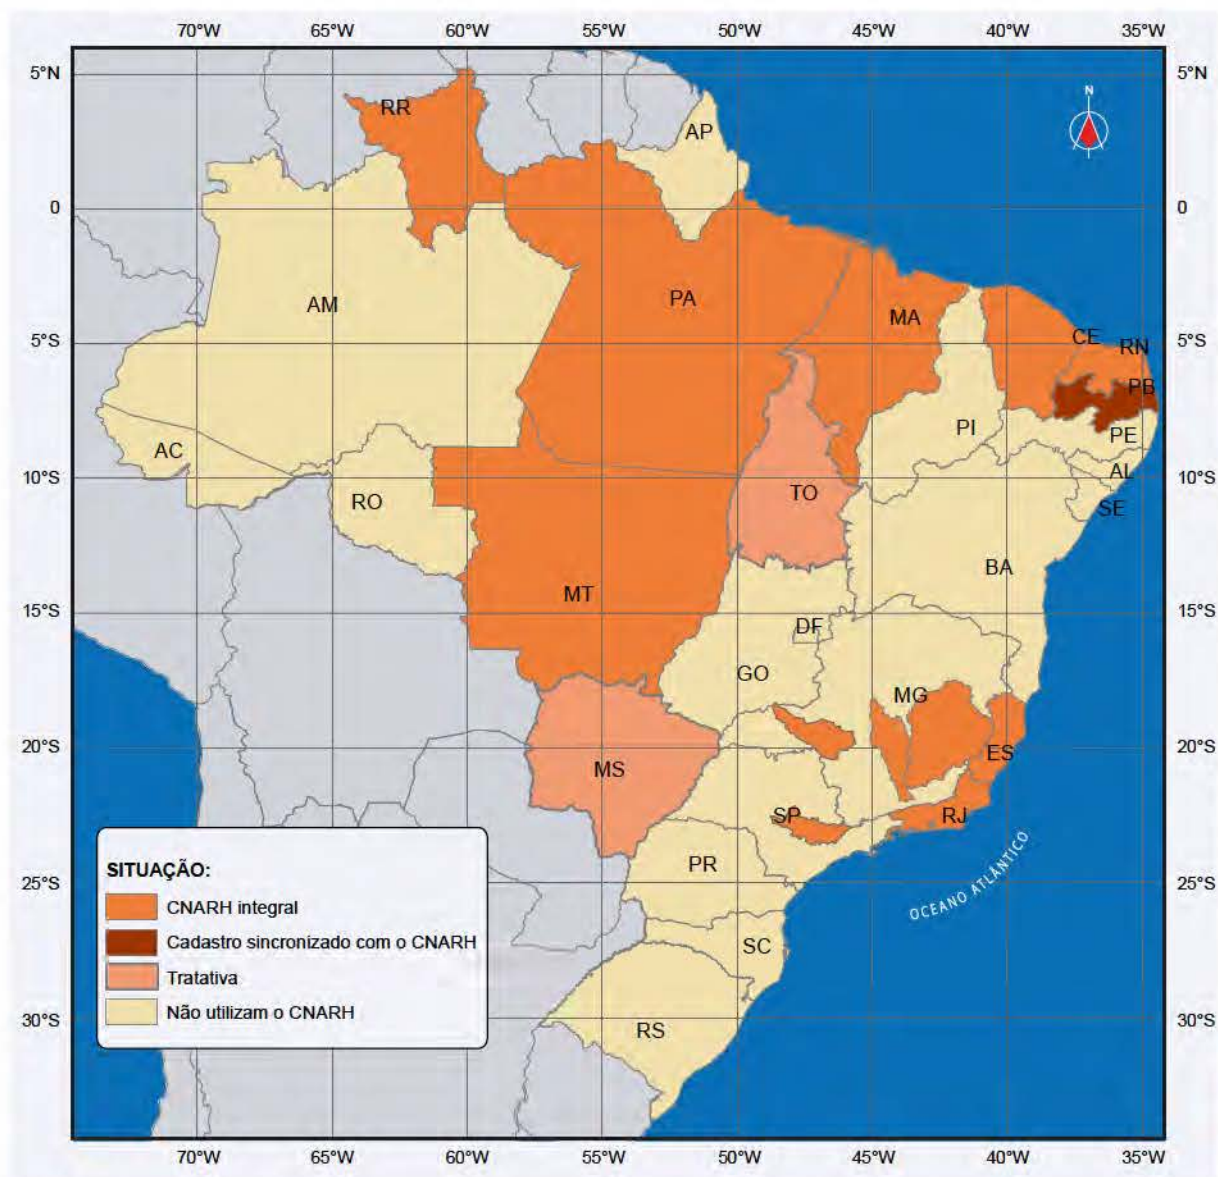 70°W 65°W 60°W 55°W 50°W 45°W 40°W 35°W
5°N 5°N
N
RR
AP
0 0
AM
PA
MA
5°S 5°S
CE
RN
PB
PI
PE
AC
AL
10°S 10°S
RO
TO
SE
BA
MT
15°S 15°S
DF
GO
MG
20°S 20°S
ES
MS
SP
RJ
PR
OCEANO ATLÂNTICO
SITUAÇÃO:
CNARH integral
Cadastro sincronizado com o CNARH
Tratativa
Não utilizam o CNARH
25°S 25°S
SC
30°S 30°S
RS
70°W 65°W 60°W 55°W 50°W 45°W 40°W 35°W